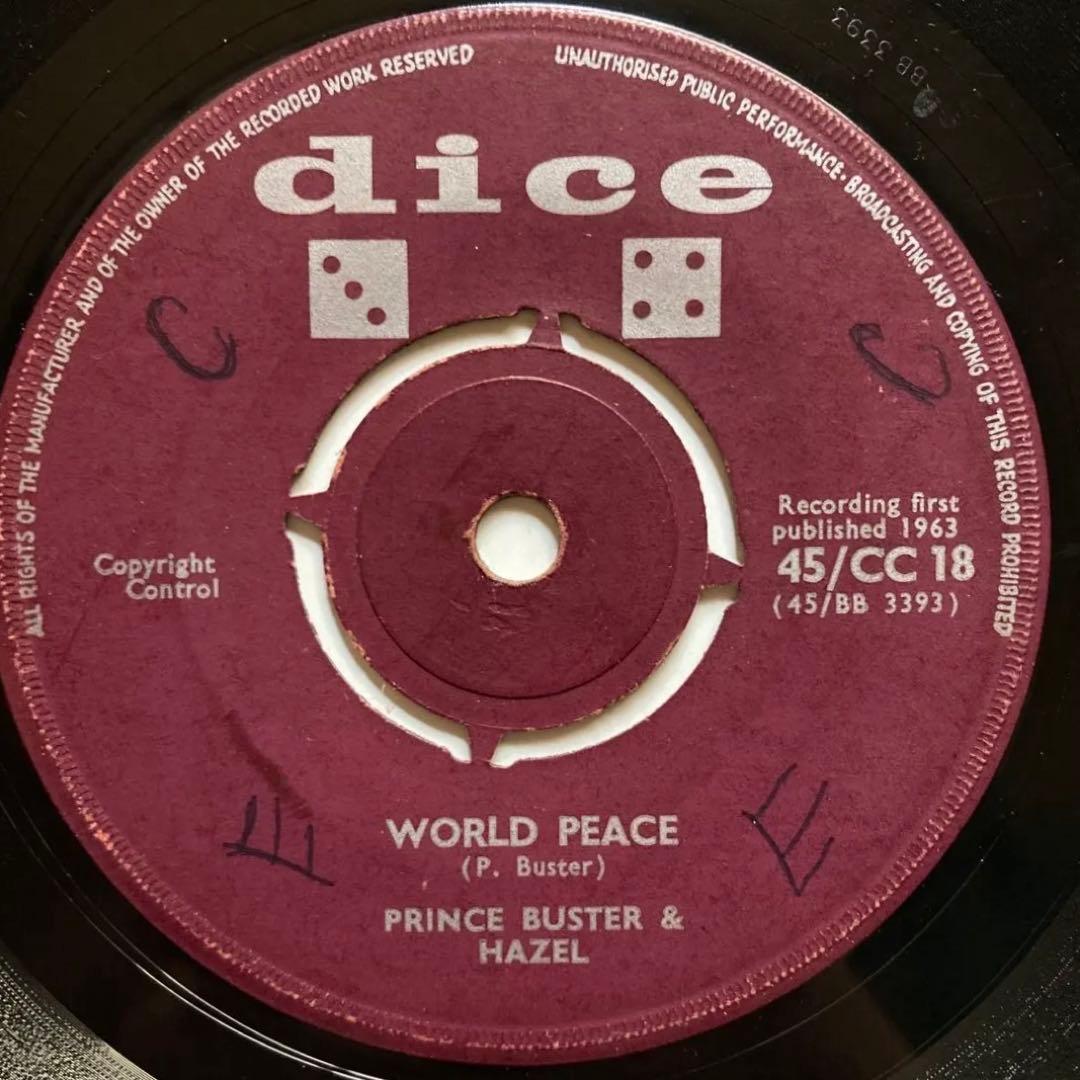 ALL RIGHTS OF THE MANUFACTURER AND OF THE OWNER OF THE RECORDED WORK RESERVED
UNAUTHORISED PUBLIC PERFORMANCE · BROADCASTING AND COPYING OF THIS RECORD PROHIBITED
BB 3393
dice
C
C
Recording first
published 1963
45/CC 18
(45/BB 3393)
Copyright
Control
E
E
WORLD PEACE
(P. Buster)
PRINCE BUSTER &
HAZEL